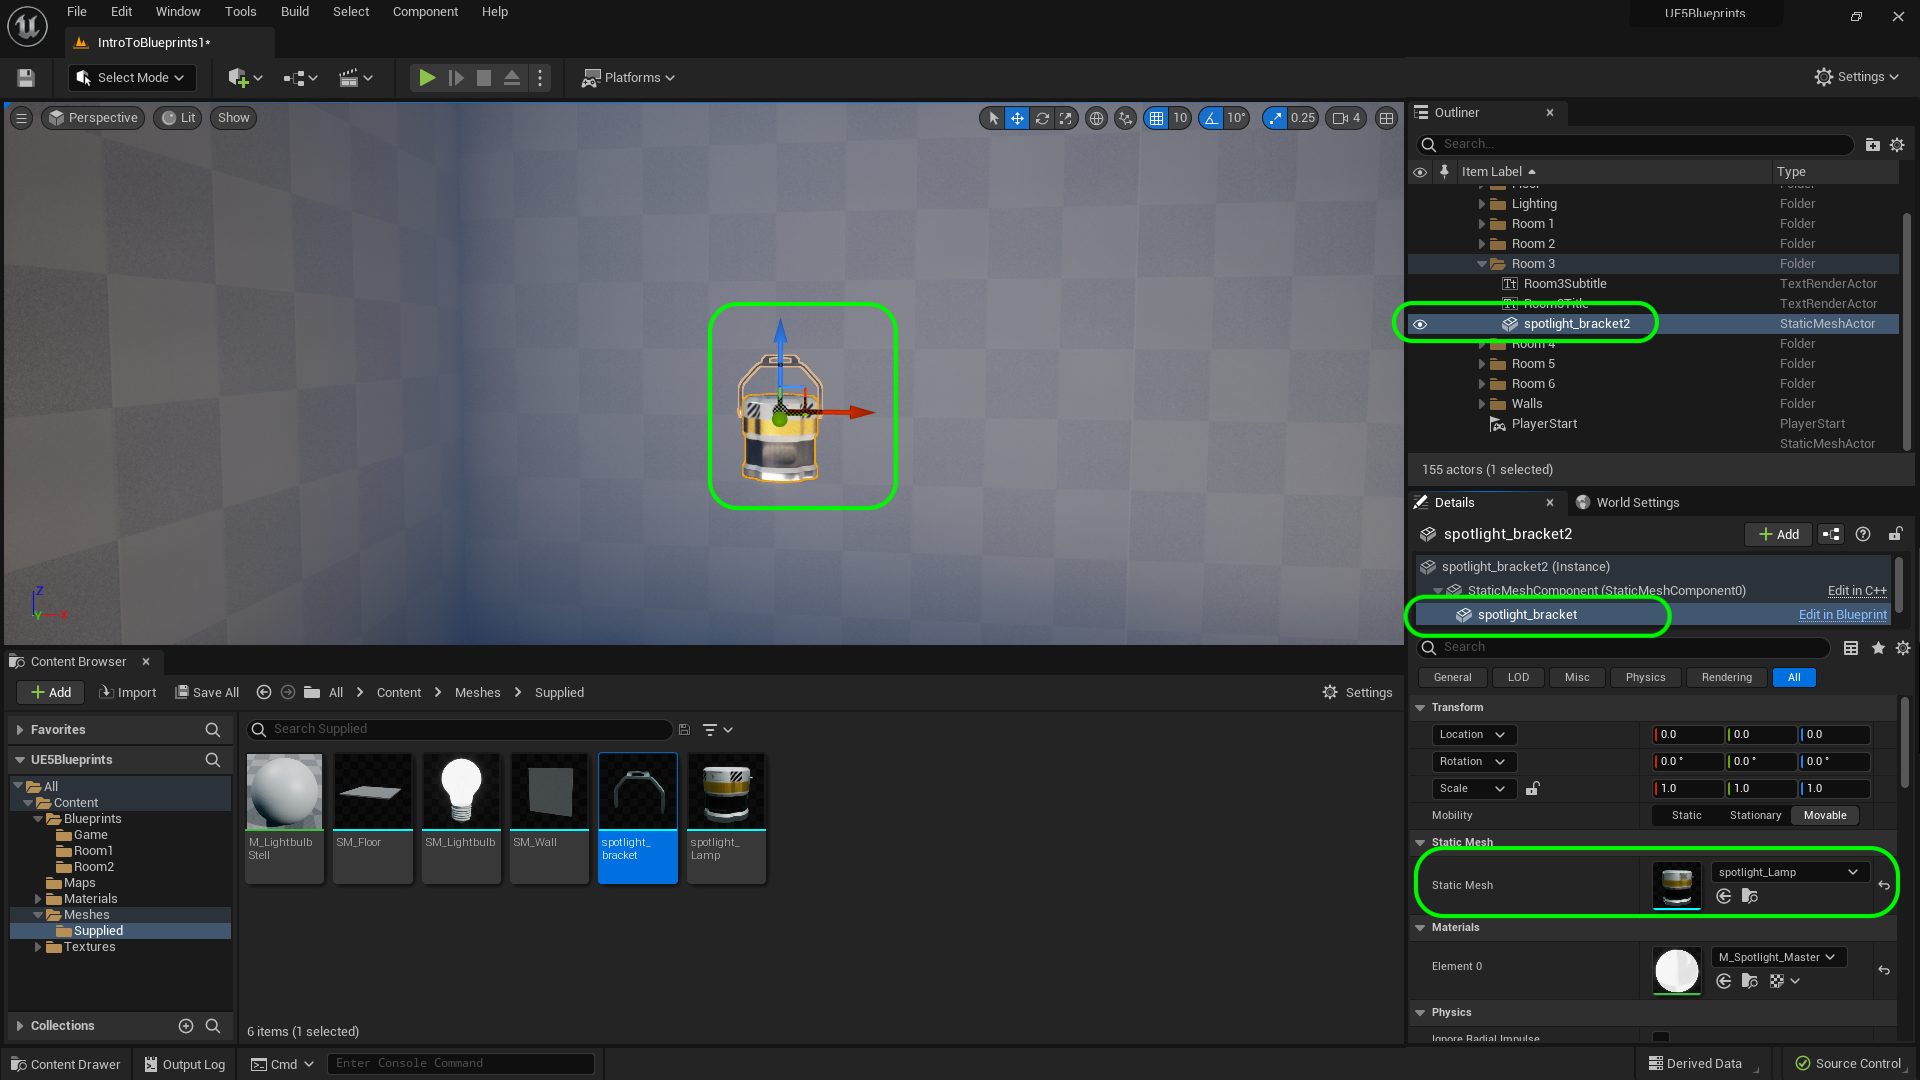 File Edit Window Tools Build Select Component Help
UE5Blueprints
IntroToBlueprints1*
Select Mode
Platforms
Settings
Perspective
Lit
Show
10
10°
0.25
4
Outliner
Search...
Item Label
Type
Folder
Lighting Folder
Room 1 Folder
Room 2 Folder
Room 3 Folder
Room3Subtitle TextRenderActor
Room3Title TextRenderActor
spotlight_bracket2 StaticMeshActor
Room 4 Folder
Room 5 Folder
Room 6 Folder
Walls Folder
PlayerStart PlayerStart
StaticMeshActor
155 actors (1 selected)
Details
World Settings
spotlight_bracket2
Add
spotlight_bracket2 (Instance)
StaticMeshComponent (StaticMeshComponent0) Edit in C++
spotlight_bracket Edit in Blueprint
Search
General LOD Misc Physics Rendering All
Transform
Location 0.0 0.0 0.0
Rotation 0.0° 0.0° 0.0°
Scale 1.0 1.0 1.0
Mobility Static Stationary Movable
Static Mesh
Static Mesh
spotlight_Lamp
Materials
Element 0
M_Spotlight_Master
Physics
Ignore Radial Impulse
Z
Y X
Content Browser
Add Import Save All All Content Meshes Supplied Settings
Favorites
UE5Blueprints
All
Content
Blueprints
Game
Room1
Room2
Maps
Materials
Meshes
Supplied
Textures
Collections
Search Supplied
M_Lightbulb
Stell
SM_Floor
SM_Lightbulb
SM_Wall
spotlight_
bracket
spotlight_
Lamp
6 items (1 selected)
Content Drawer
Output Log
Cmd
Enter Console Command
Derived Data
Source Control